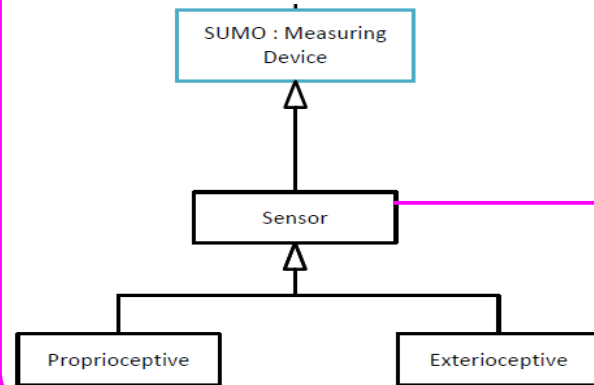 SUMO : Measuring
Device
Sensor
Proprioceptive
Exterioceptive